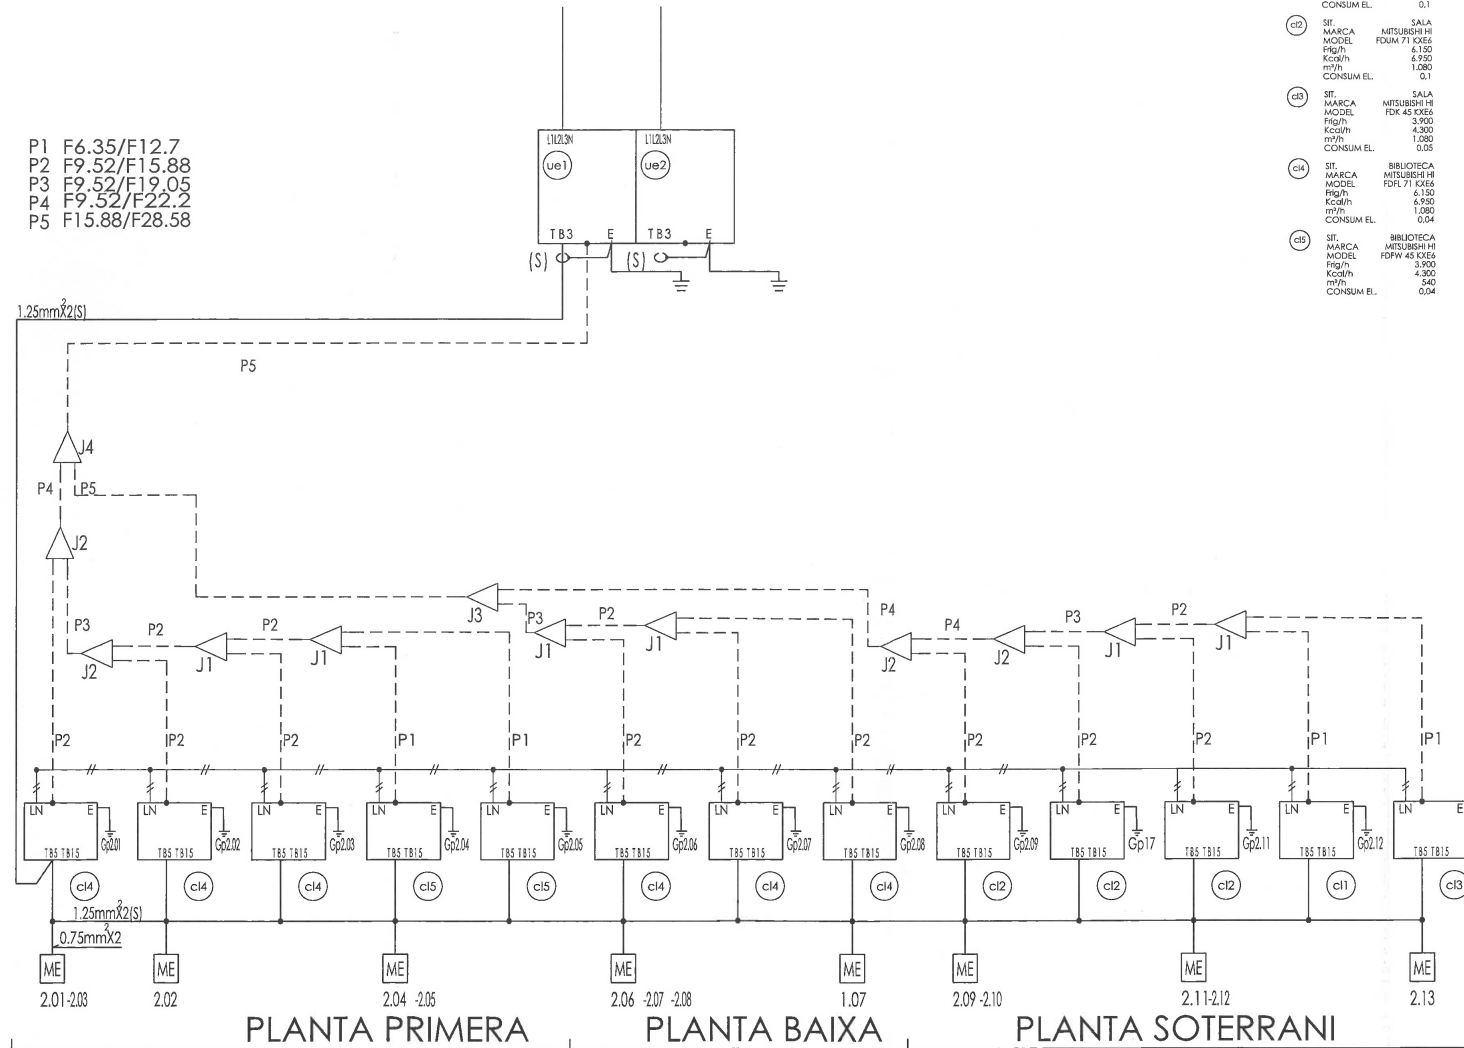 CONSUM EL. 0,1
cl2
SIT. SALA
MARCA MITSUBISHI HI
MODEL FDUM 71 KXE6
Frig/h 6.150
Kcal/h 6.950
m³/h 1.080
CONSUM EL. 0,1
cl3
SIT. SALA
MARCA MITSUBISHI HI
MODEL FDK 45 KXE6
Frig/h 3.900
Kcal/h 4.300
m³/h 1.080
CONSUM EL. 0,05
cl4
SIT. BIBLIOTECA
MARCA MITSUBISHI HI
MODEL FDFL 71 KXE6
Frig/h 6.150
Kcal/h 6.950
m³/h 1.080
CONSUM EL. 0,04
cl5
SIT. BIBLIOTECA
MARCA MITSUBISHI HI
MODEL FDFW 45 KXE6
Frig/h 3.900
Kcal/h 4.300
m³/h 540
CONSUM EL. 0,04
P1 F6.35/F12.7
P2 F9.52/F15.88
P3 F9.52/F19.05
P4 F9.52/F22.2
P5 F15.88/F28.58
L1L2L3N L1L2L3N
ue1 ue2
TB3 E TB3 E
(S) (S)
1.25mm²X2(S)
P5
J4
P4 P5
J2
J3
P3 P2 P2 P3 P2 P4 P4 P3 P2
J2 J1 J1 J1 J1 J2 J2 J1 J1
P2 P2 P2 P1 P1 P2 P2 P2 P2 P2 P2 P1 P1
LN E LN E LN E LN E LN E LN E LN E LN E LN E LN E LN E LN E LN E
Gp2.01 Gp2.02 Gp2.03 Gp2.04 Gp2.05 Gp2.06 Gp2.07 Gp2.08 Gp2.09 Gp17 Gp2.11 Gp2.12
TB5 TB15 TB5 TB15 TB5 TB15 TB5 TB15 TB5 TB15 TB5 TB15 TB5 TB15 TB5 TB15 TB5 TB15 TB5 TB15 TB5 TB15 TB5 TB15 TB5 TB15
cl4 cl4 cl4 cl5 cl5 cl4 cl4 cl4 cl2 cl2 cl2 cl1 cl3
1.25mm²X2(S)
0.75mm²X2
ME ME ME ME ME ME ME ME
2.01-2.03 2.02 2.04 -2.05 2.06 -2.07 -2.08 1.07 2.09 -2.10 2.11-2.12 2.13
PLANTA PRIMERA PLANTA BAIXA PLANTA SOTERRANI